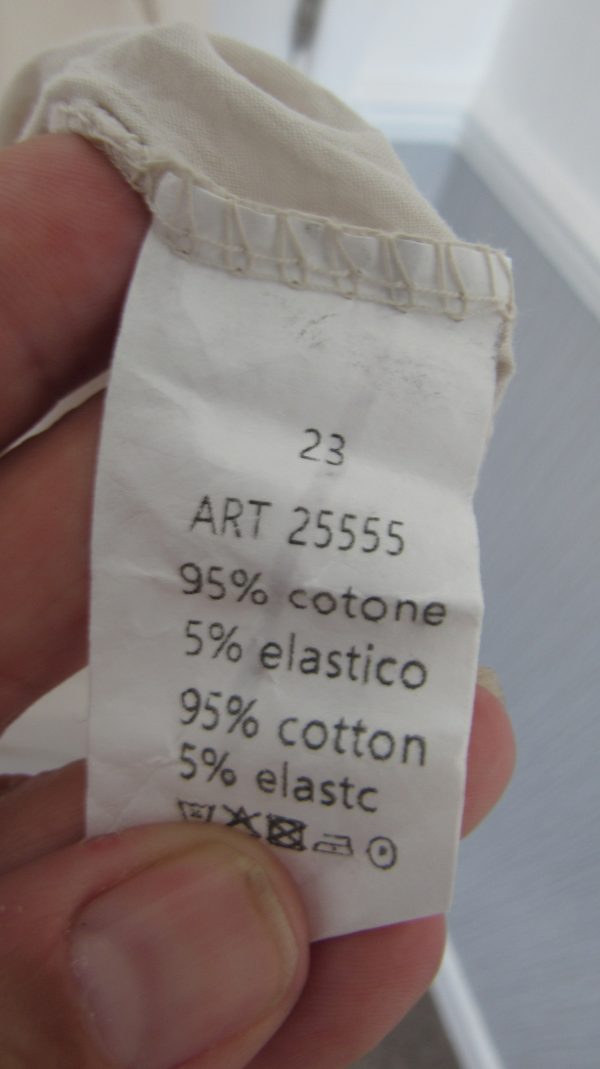 23
ART 25555
95% cotone
5% elastico
95% cotton
5% elastc